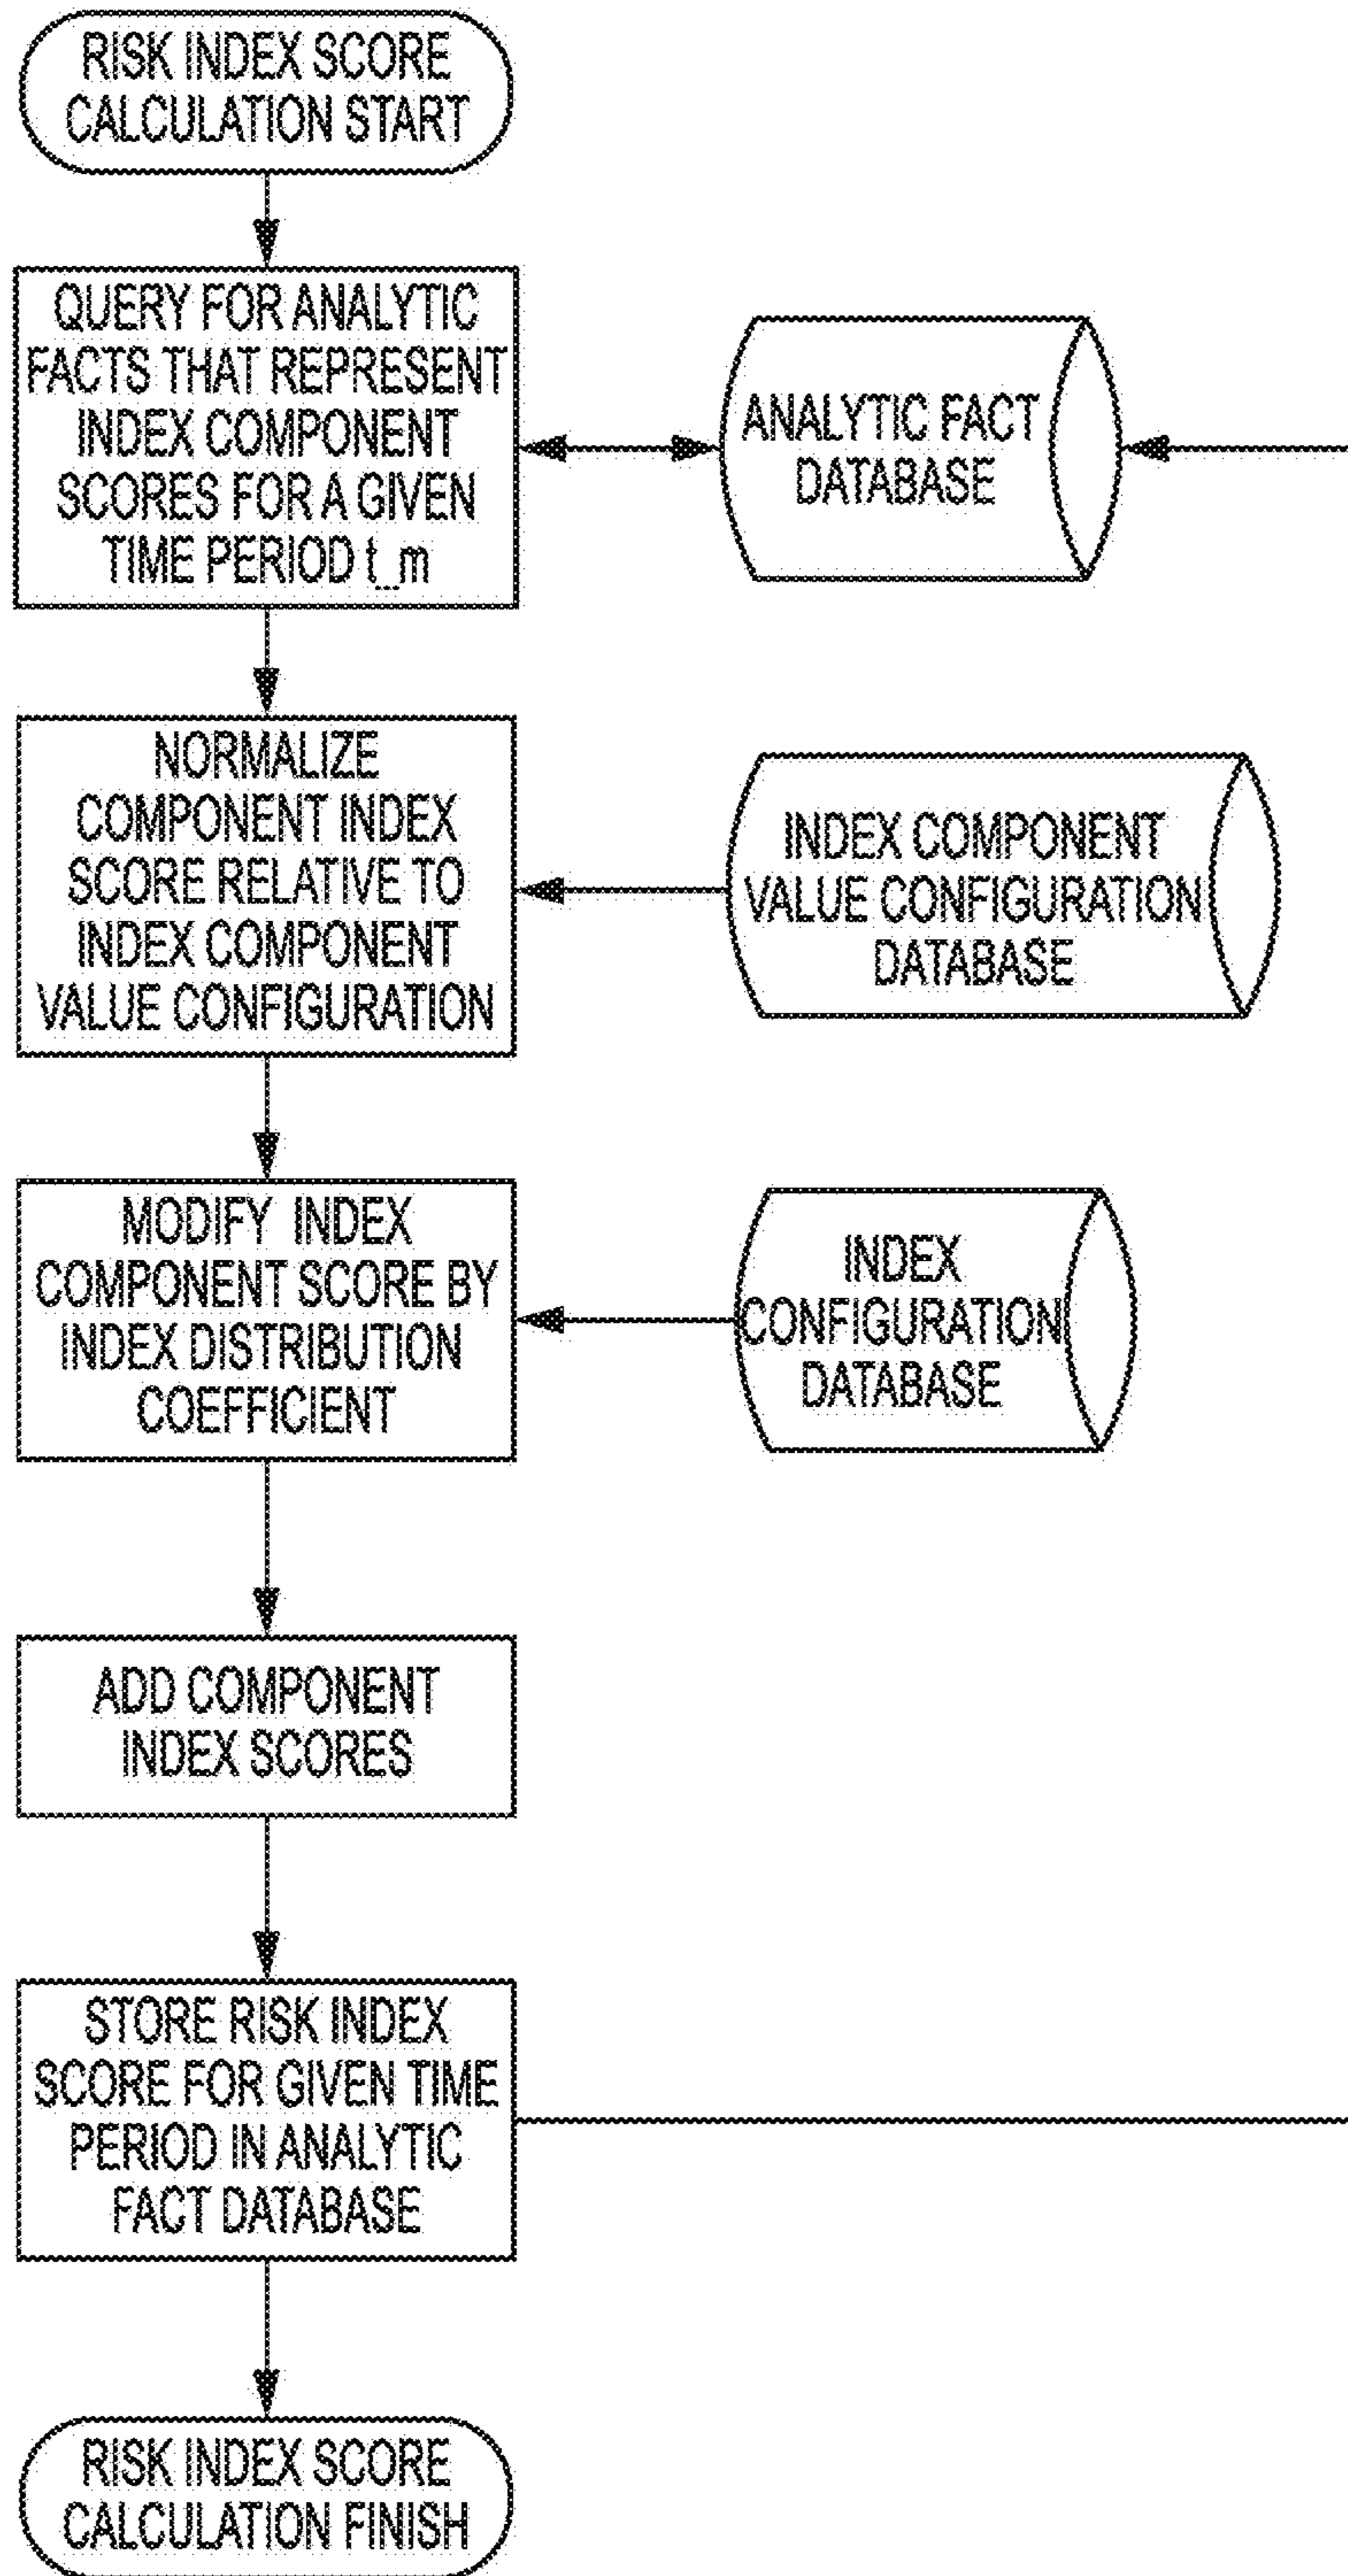 RISK INDEX SCORE
CALCULATION START
QUERY FOR ANALYTIC
FACTS THAT REPRESENT
INDEX COMPONENT
SCORES FOR A GIVEN
TIME PERIOD t_m
ANALYTIC FACT
DATABASE
NORMALIZE
COMPONENT INDEX
SCORE RELATIVE TO
INDEX COMPONENT
VALUE CONFIGURATION
INDEX COMPONENT
VALUE CONFIGURATION
DATABASE
MODIFY INDEX
COMPONENT SCORE BY
INDEX DISTRIBUTION
COEFFICIENT
INDEX
CONFIGURATION
DATABASE
ADD COMPONENT
INDEX SCORES
STORE RISK INDEX
SCORE FOR GIVEN TIME
PERIOD IN ANALYTIC
FACT DATABASE
RISK INDEX SCORE
CALCULATION FINISH